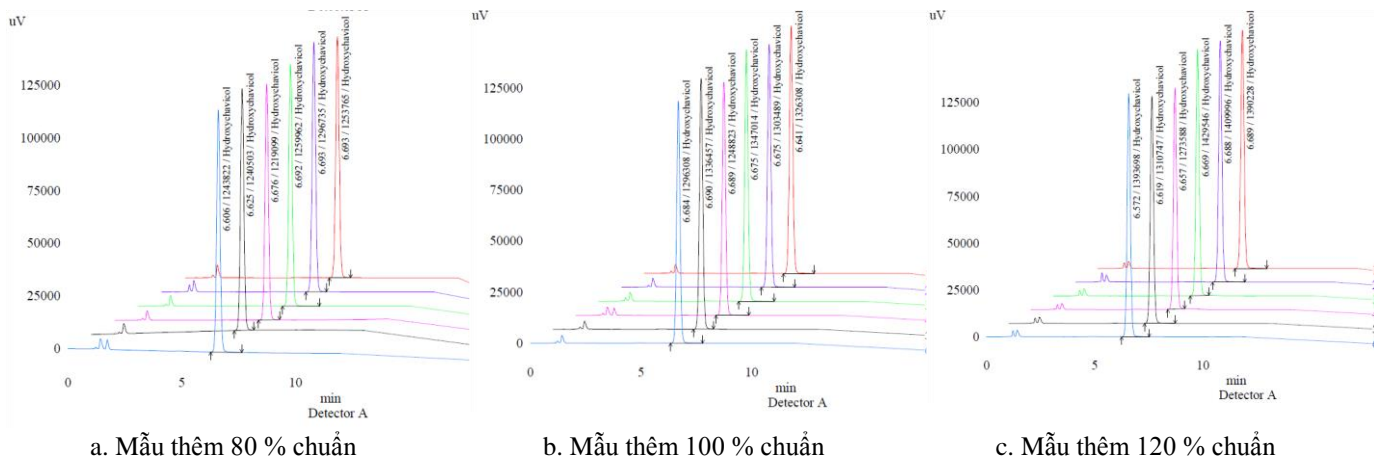 uV
125000
100000
75000
50000
25000
0
0
5
10
min
Detector A
6.606 / 1243822 / Hydroxychavicol
6.625 / 1240503 / Hydroxychavicol
6.676 / 1219099 / Hydroxychavicol
6.692 / 1259962 / Hydroxychavicol
6.693 / 1296735 / Hydroxychavicol
6.693 / 1253765 / Hydroxychavicol
a. Mẫu thêm 80 % chuẩn
uV
125000
100000
75000
50000
25000
0
0
5
10
min
Detector A
6.684 / 1296308 / Hydroxychavicol
6.690 / 1336457 / Hydroxychavicol
6.689 / 1248823 / Hydroxychavicol
6.675 / 1347014 / Hydroxychavicol
6.675 / 1303489 / Hydroxychavicol
6.641 / 1326308 / Hydroxychavicol
b. Mẫu thêm 100 % chuẩn
uV
125000
100000
75000
50000
25000
0
0
5
10
min
Detector A
6.572 / 1393698 / Hydroxychavicol
6.619 / 1310747 / Hydroxychavicol
6.657 / 1273588 / Hydroxychavicol
6.669 / 1429546 / Hydroxychavicol
6.688 / 1409996 / Hydroxychavicol
6.689 / 1390228 / Hydroxychavicol
c. Mẫu thêm 120 % chuẩn